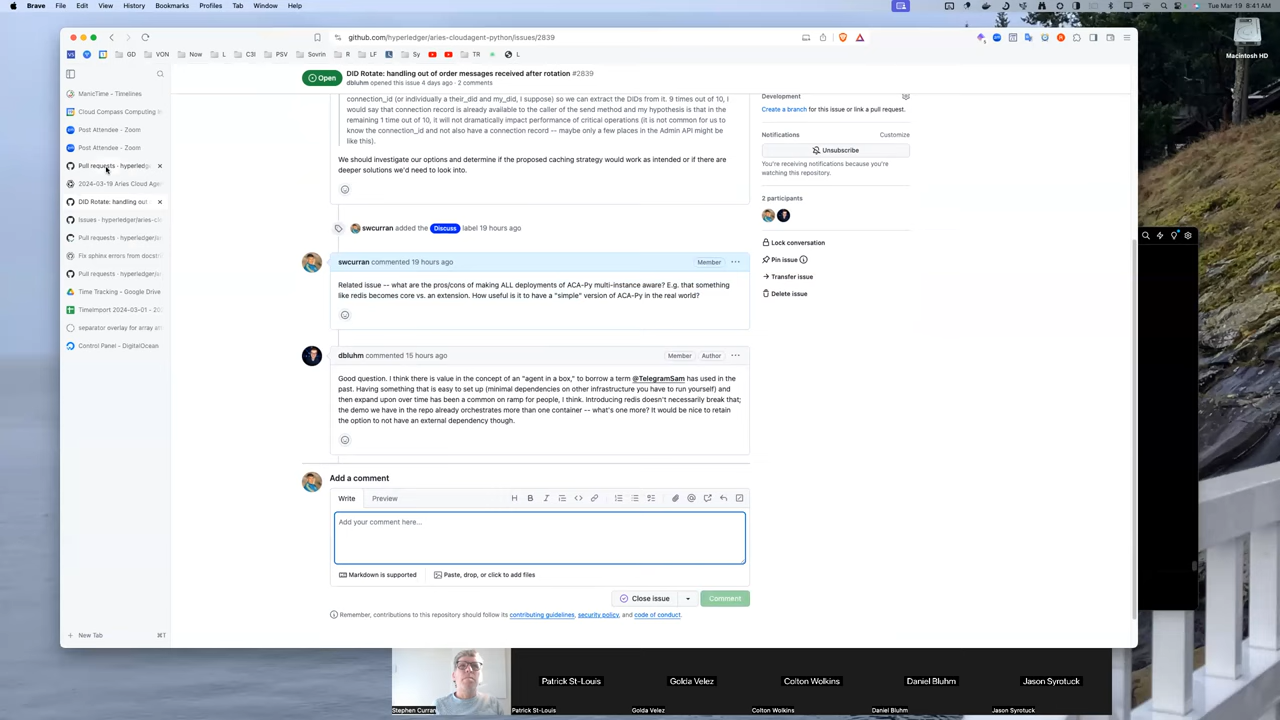 Brave File Edit View History Bookmarks Profiles Tab Window Help
Tue Mar 19 8:41 AM
github.com/hyperledger/aries-cloudagent-python/issues/2839
GD VON Now L C3I PSV Sovrin R LF Sy TR L
Macintosh HD
ManicTime - Timelines
Cloud Compass Computing In
Post Attendee - Zoom
Post Attendee - Zoom
Pull requests · hyperledge
2024-03-19 Aries Cloud Age
DID Rotate: handling out
Issues · hyperledger/aries-clo
Pull requests · hyperledger/ar
Fix sphinx errors from docstri
Pull requests · hyperledger/ar
Time Tracking - Google Drive
TimeImport 2024-03-01 - 20
separator overlay for array att
Control Panel - DigitalOcean
New Tab ⌘T
Open
DID Rotate: handling out of order messages received after rotation #2839
dbluhm opened this issue 4 days ago · 2 comments
connection_id (or individually a their_did and my_did, I suppose) so we can extract the DIDs from it. 9 times out of 10, I
would say that connection record is already available to the caller of the send method and my hypothesis is that in the
remaining 1 time out of 10, it will not dramatically impact performance of critical operations (it is not common for us to
know the connection_id and not also have a connection record -- maybe only a few places in the Admin API might be
like this).
We should investigate our options and determine if the proposed caching strategy would work as intended or if there are
deeper solutions we'd need to look into.
swcurran added the Discuss label 19 hours ago
swcurran commented 19 hours ago
Member
Related issue -- what are the pros/cons of making ALL deployments of ACA-Py multi-instance aware? E.g. that something
like redis becomes core vs. an extension. How useful is it to have a "simple" version of ACA-Py in the real world?
dbluhm commented 15 hours ago
Member Author
Good question. I think there is value in the concept of an "agent in a box," to borrow a term @TelegramSam has used in the
past. Having something that is easy to set up (minimal dependencies on other infrastructure you have to run yourself) and
then expand upon over time has been a common on ramp for people, I think. Introducing redis doesn't necessarily break that;
the demo we have in the repo already orchestrates more than one container -- what's one more? It would be nice to retain
the option to not have an external dependency though.
Add a comment
Write Preview
Add your comment here...
Markdown is supported
Paste, drop, or click to add files
Close issue
Comment
Remember, contributions to this repository should follow its contributing guidelines, security policy, and code of conduct.
Development
Create a branch for this issue or link a pull request.
Notifications Customize
Unsubscribe
You're receiving notifications because you're
watching this repository.
2 participants
Lock conversation
Pin issue
Transfer issue
Delete issue
Stephen Curran
Patrick St-Louis
Patrick St-Louis
Golda Velez
Golda Velez
Colton Wolkins
Colton Wolkins
Daniel Bluhm
Daniel Bluhm
Jason Syrotuck
Jason Syrotuck